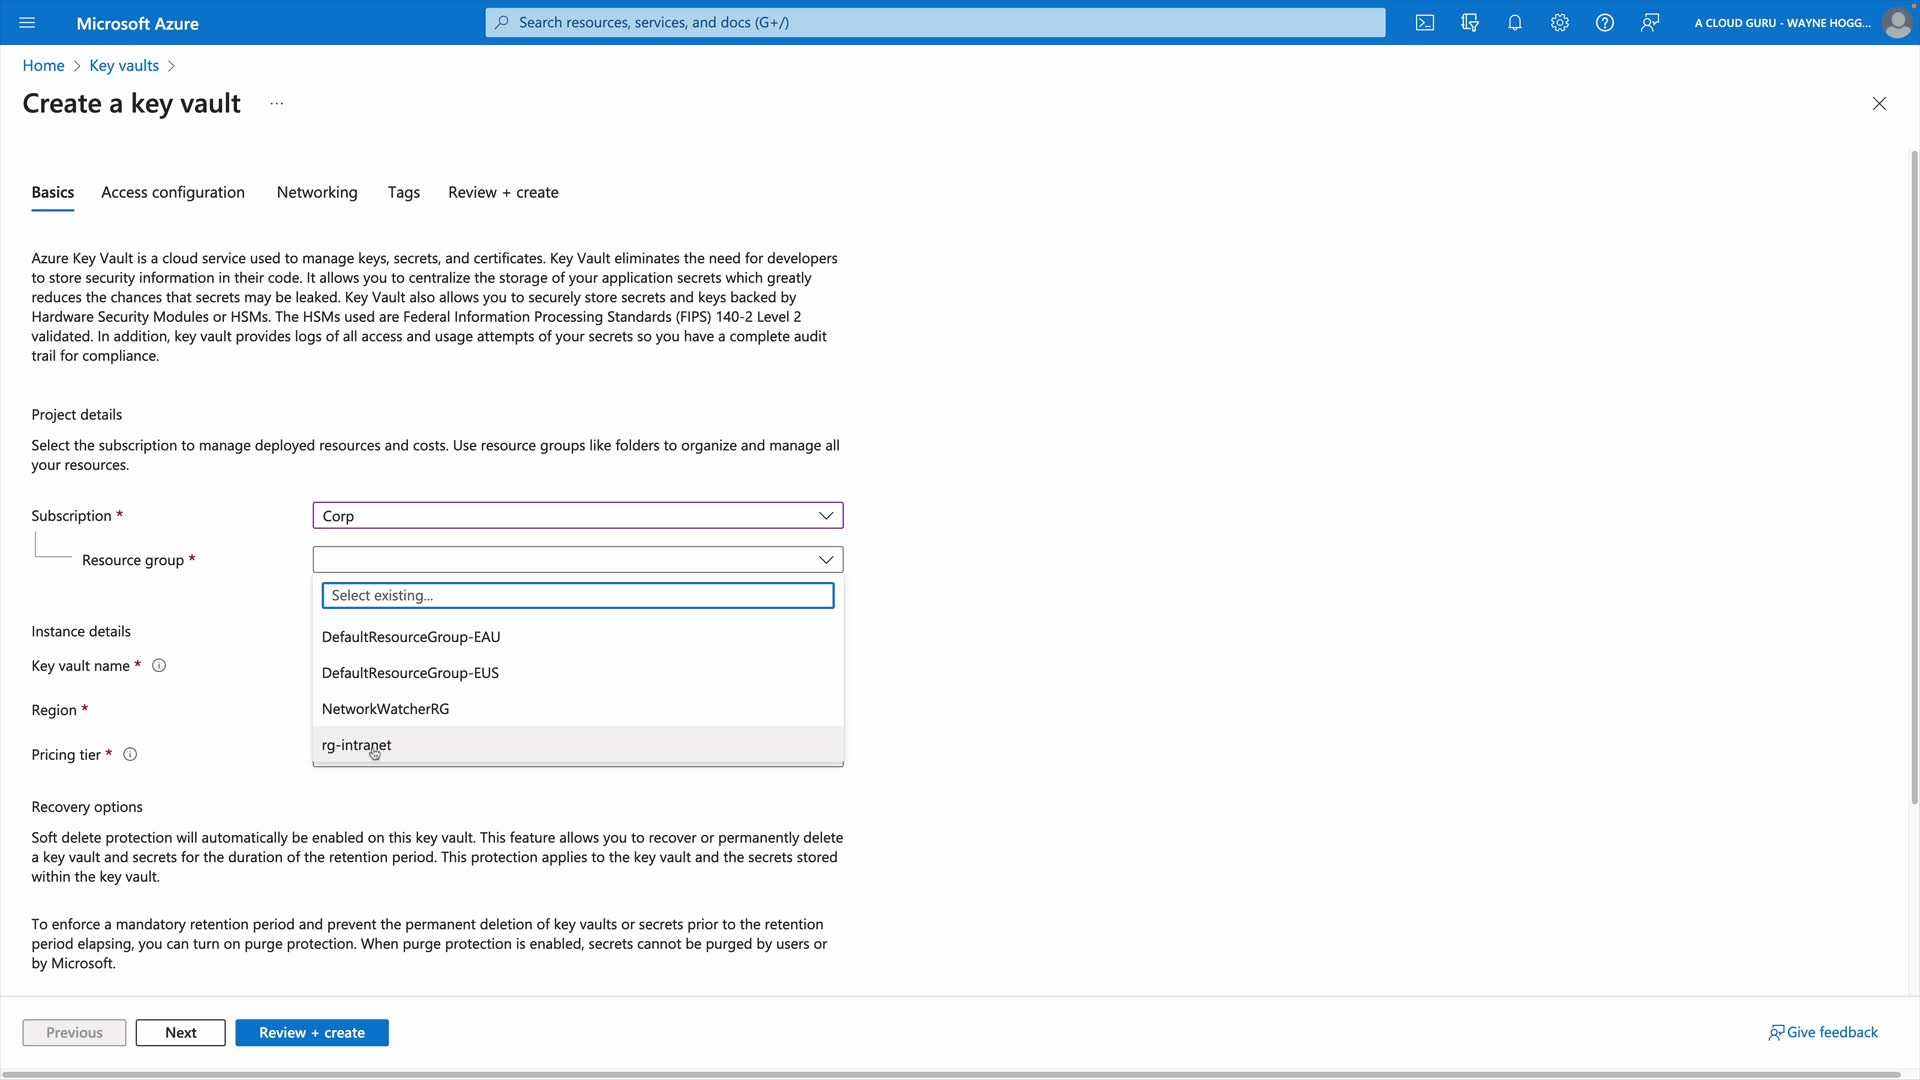 Microsoft Azure
Search resources, services, and docs (G+/)
A CLOUD GURU - WAYNE HOGG...
Home > Key vaults >
Create a key vault ...
Basics Access configuration Networking Tags Review + create
Azure Key Vault is a cloud service used to manage keys, secrets, and certificates. Key Vault eliminates the need for developers
to store security information in their code. It allows you to centralize the storage of your application secrets which greatly
reduces the chances that secrets may be leaked. Key Vault also allows you to securely store secrets and keys backed by
Hardware Security Modules or HSMs. The HSMs used are Federal Information Processing Standards (FIPS) 140-2 Level 2
validated. In addition, key vault provides logs of all access and usage attempts of your secrets so you have a complete audit
trail for compliance.
Project details
Select the subscription to manage deployed resources and costs. Use resource groups like folders to organize and manage all
your resources.
Subscription *
Corp
Resource group *
Select existing...
DefaultResourceGroup-EAU
DefaultResourceGroup-EUS
NetworkWatcherRG
rg-intranet
Instance details
Key vault name *
Region *
Pricing tier *
Recovery options
Soft delete protection will automatically be enabled on this key vault. This feature allows you to recover or permanently delete
a key vault and secrets for the duration of the retention period. This protection applies to the key vault and the secrets stored
within the key vault.
To enforce a mandatory retention period and prevent the permanent deletion of key vaults or secrets prior to the retention
period elapsing, you can turn on purge protection. When purge protection is enabled, secrets cannot be purged by users or
by Microsoft.
Previous Next Review + create
Give feedback